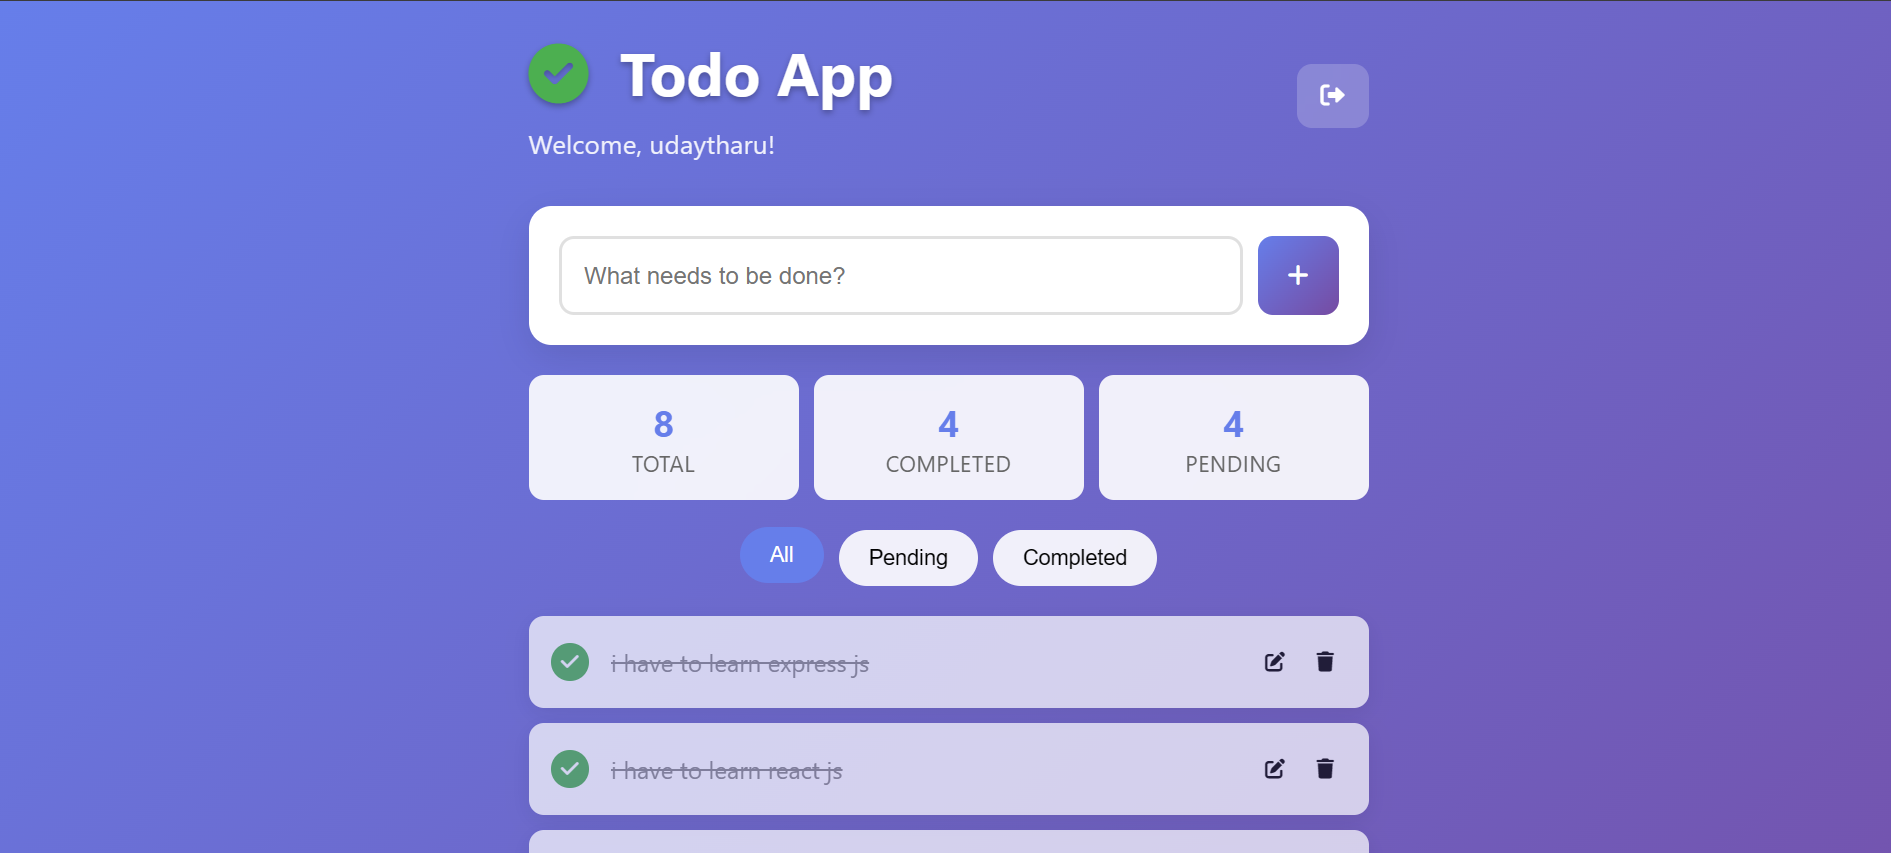 Todo App
Welcome, udaytharu!
What needs to be done?
8
TOTAL
4
COMPLETED
4
PENDING
All
Pending
Completed
i have to learn express js
i have to learn react js